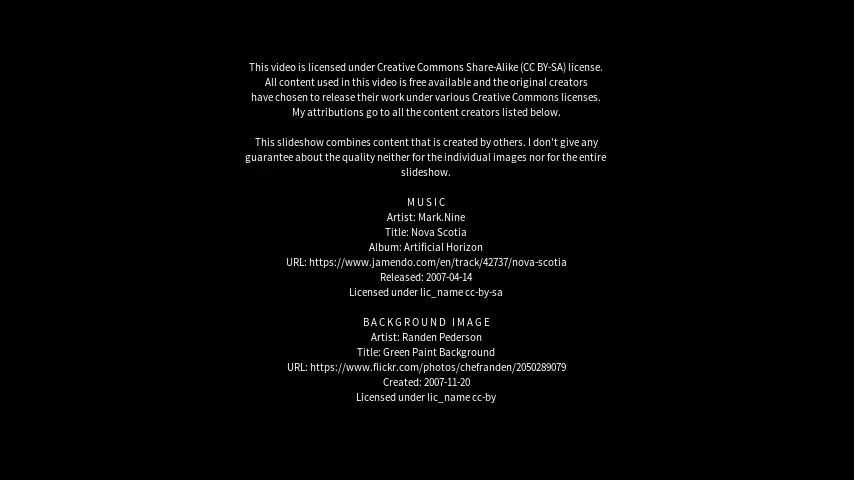 This video is licensed under Creative Commons Share-Alike (CC BY-SA) license.
All content used in this video is free available and the original creators
have chosen to release their work under various Creative Commons licenses.
My attributions go to all the content creators listed below.
This slideshow combines content that is created by others. I don't give any
guarantee about the quality neither for the individual images nor for the entire
slideshow.
MUSIC
Artist: Mark.Nine
Title: Nova Scotia
Album: Artificial Horizon
URL: https://www.jamendo.com/en/track/42737/nova-scotia
Released: 2007-04-14
Licensed under lic_name cc-by-sa
BACKGROUND IMAGE
Artist: Randen Pederson
Title: Green Paint Background
URL: https://www.flickr.com/photos/chefranden/2050289079
Created: 2007-11-20
Licensed under lic_name cc-by